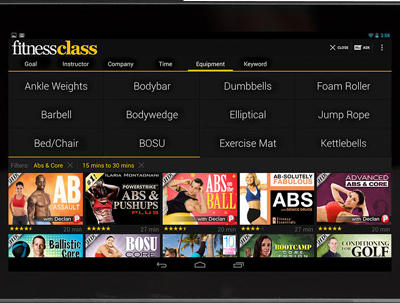 3:58
fitnessclass
CLOSE ASK
Goal Instructor Company Time Equipment Keyword
Ankle Weights Bodybar Dumbbells Foam Roller
Barbell Bodywedge Elliptical Jump Rope
Bed/Chair BOSU Exercise Mat Kettlebells
Filters: Abs & Core 15 mins to 30 mins
AB ASSAULT with Declan
ILARIA MONTAGNANI POWERSTRIKE ABS & PUSHUPS PLUS
ABS on the BALL
AB-SOLUTELY FABULOUS ABS
ADVANCED ABS & CORE with Declan
20 min 27 min 20 min 20 min
Ballistic Core
BOSU CORE
10
BOOTCAMP CORE
CONDITIONING FOR GOLF